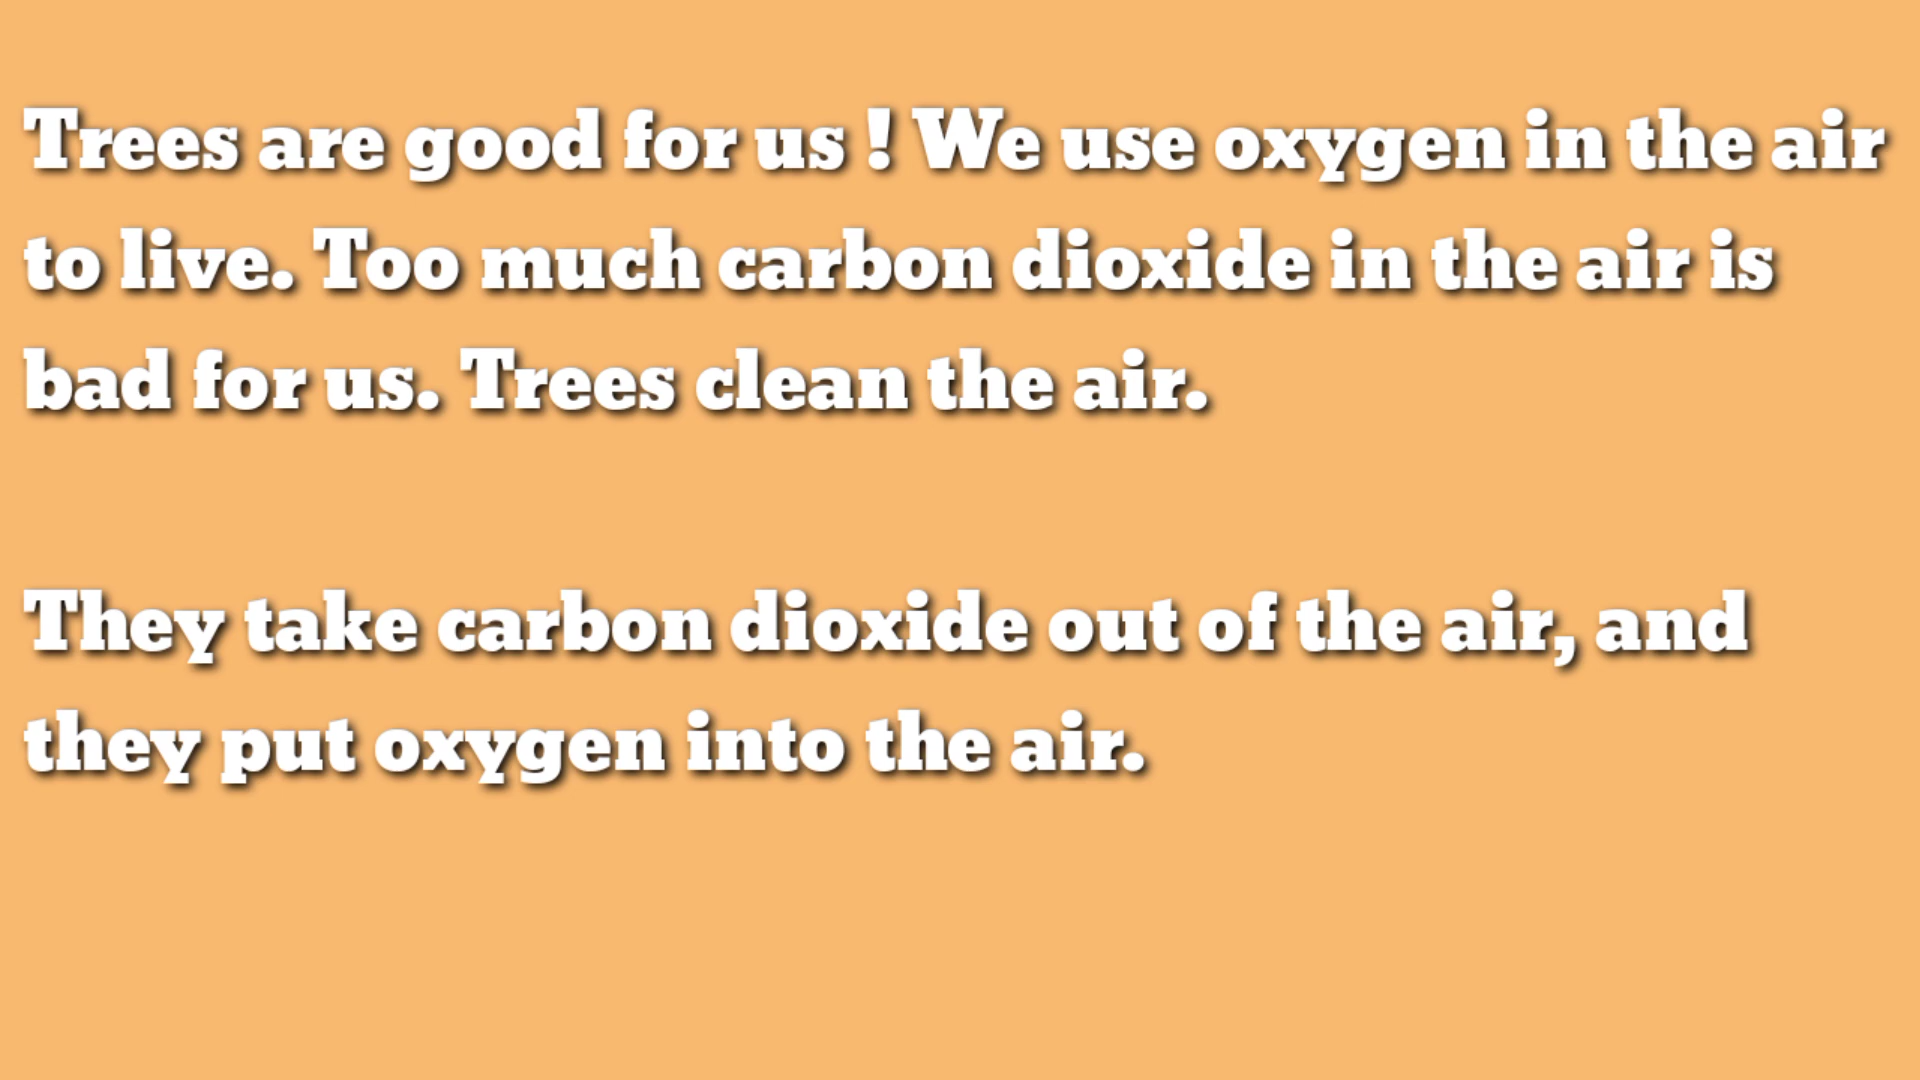 Trees are good for us ! We use oxygen in the air
to live. Too much carbon dioxide in the air is
bad for us. Trees clean the air.
They take carbon dioxide out of the air, and
they put oxygen into the air.